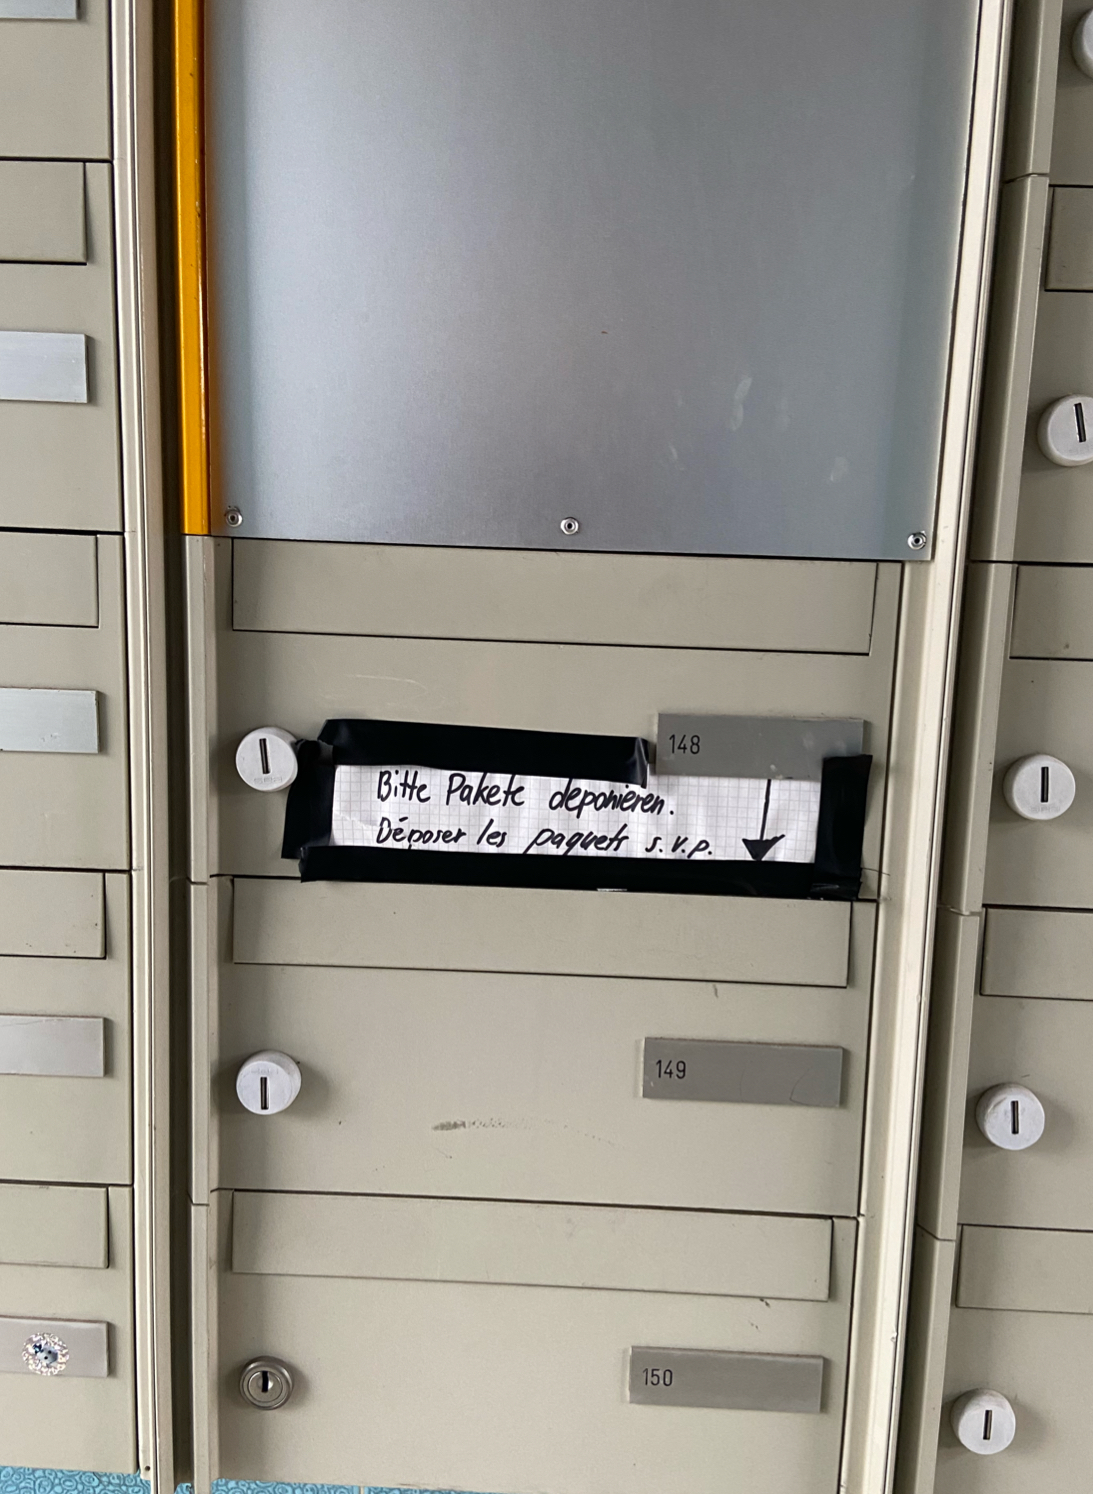 148
Bitte Pakete deponieren.
Déposer les paquets s.v.p.
149
150